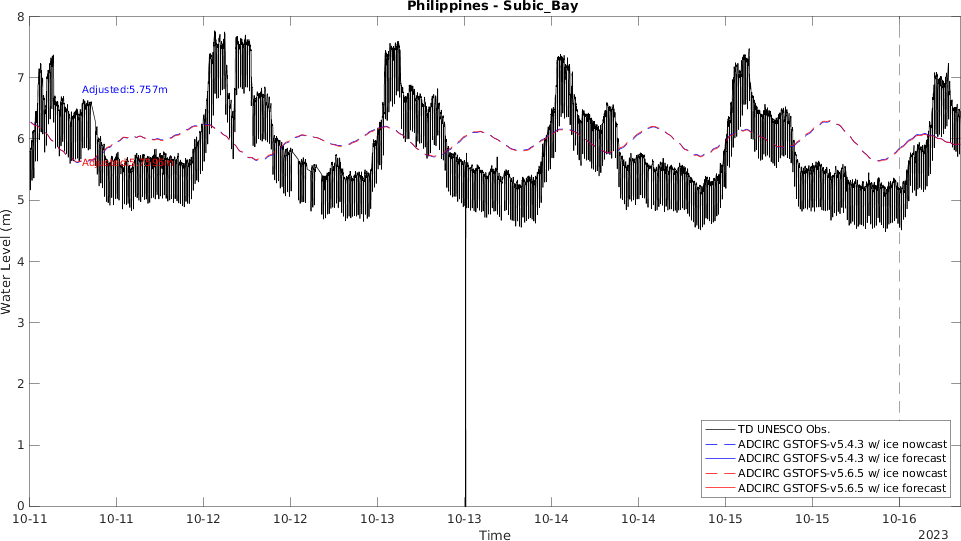 Philippines - Subic_Bay
8
7
6
5
4
3
2
1
0
Water Level (m)
Adjusted:5.757m
TD UNESCO Obs.
ADCIRC GSTOFS-v5.4.3 w/ ice nowcast
ADCIRC GSTOFS-v5.4.3 w/ ice forecast
ADCIRC GSTOFS-v5.6.5 w/ ice nowcast
ADCIRC GSTOFS-v5.6.5 w/ ice forecast
10-11 10-11 10-12 10-12 10-13 10-13 10-14 10-14 10-15 10-15 10-16
Time
2023